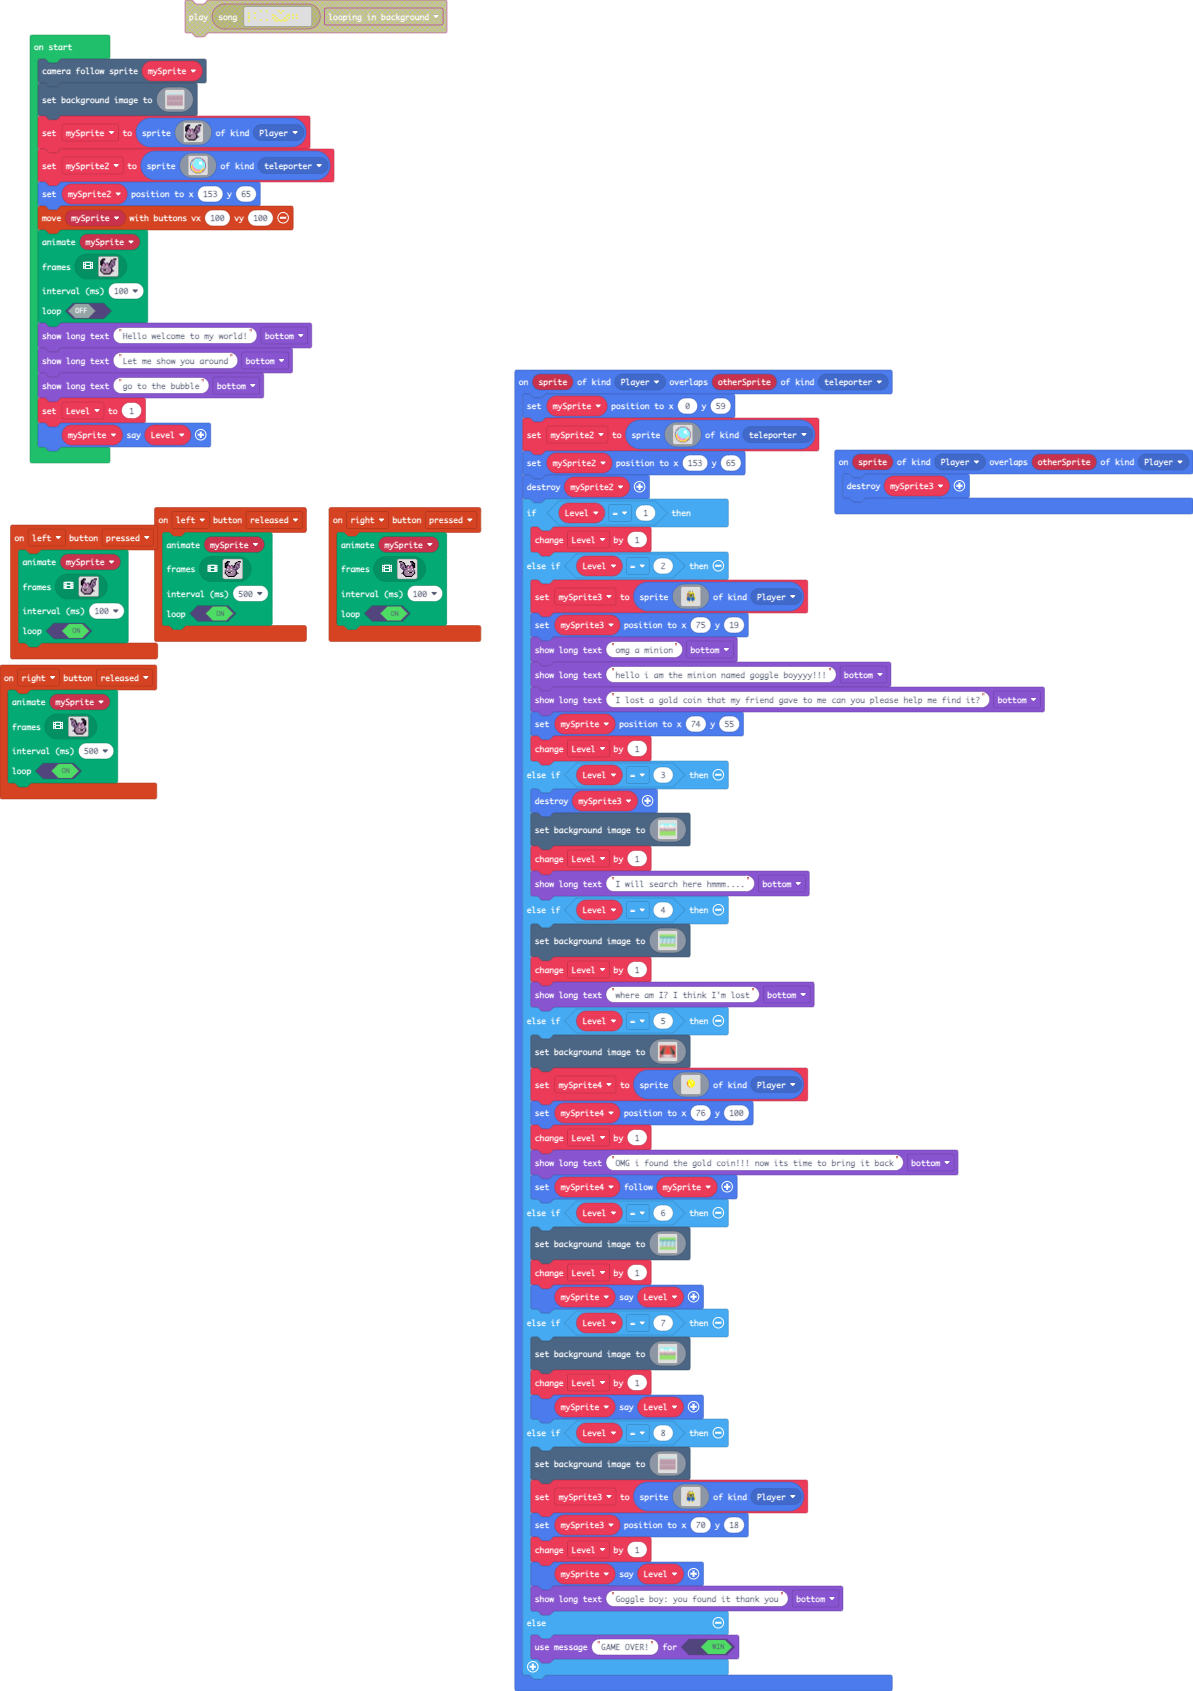 play song looping in background
on start
camera follow sprite mySprite
set background image to
set mySprite to sprite of kind Player
set mySprite2 to sprite of kind teleporter
set mySprite2 position to x 153 y 65
move mySprite with buttons vx 100 vy 100
animate mySprite
frames
interval (ms) 100
loop OFF
show long text "Hello welcome to my world!" bottom
show long text "Let me show you around" bottom
show long text "go to the bubble" bottom
set Level to 1
mySprite say Level
on left button pressed
animate mySprite
frames
interval (ms) 100
loop ON
on left button released
animate mySprite
frames
interval (ms) 500
loop ON
on right button pressed
animate mySprite
frames
interval (ms) 100
loop ON
on right button released
animate mySprite
frames
interval (ms) 500
loop ON
on sprite of kind Player overlaps otherSprite of kind teleporter
set mySprite position to x 0 y 59
set mySprite2 to sprite of kind teleporter
set mySprite2 position to x 153 y 65
destroy mySprite2
if Level = 1 then
change Level by 1
else if Level = 2 then
set mySprite3 to sprite of kind Player
set mySprite3 position to x 75 y 19
show long text "omg a minion" bottom
show long text "hello i am the minion named goggle boyyyy!!!" bottom
show long text "I lost a gold coin that my friend gave to me can you please help me find it?" bottom
set mySprite position to x 74 y 55
change Level by 1
else if Level = 3 then
destroy mySprite3
set background image to
change Level by 1
show long text "I will search here hmmm...." bottom
else if Level = 4 then
set background image to
change Level by 1
show long text "where am I? I think I'm lost" bottom
else if Level = 5 then
set background image to
set mySprite4 to sprite of kind Player
set mySprite4 position to x 76 y 100
change Level by 1
show long text "OMG i found the gold coin!!! now its time to bring it back" bottom
set mySprite4 follow mySprite
else if Level = 6 then
set background image to
change Level by 1
mySprite say Level
else if Level = 7 then
set background image to
change Level by 1
mySprite say Level
else if Level = 8 then
set background image to
set mySprite3 to sprite of kind Player
set mySprite3 position to x 70 y 18
change Level by 1
mySprite say Level
show long text "Goggle boy: you found it thank you" bottom
else
use message "GAME OVER!" for WIN
on sprite of kind Player overlaps otherSprite of kind Player
destroy mySprite3